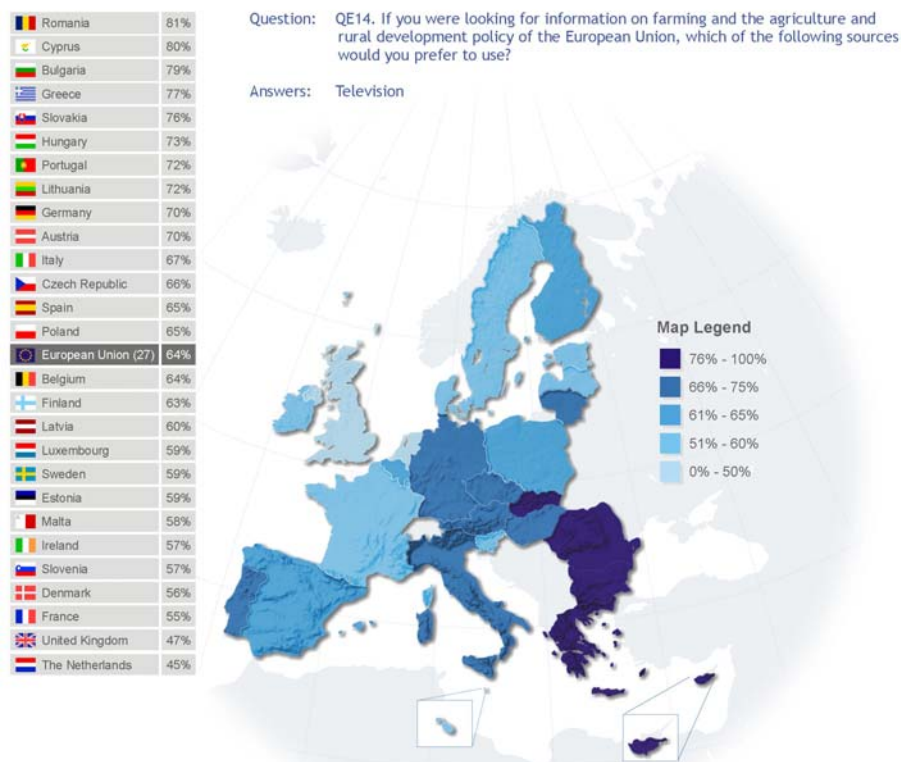 Question: QE14. If you were looking for information on farming and the agriculture and
rural development policy of the European Union, which of the following sources
would you prefer to use?
Answers: Television
Romania 81%
Cyprus 80%
Bulgaria 79%
Greece 77%
Slovakia 76%
Hungary 73%
Portugal 72%
Lithuania 72%
Germany 70%
Austria 70%
Italy 67%
Czech Republic 66%
Spain 65%
Poland 65%
European Union (27) 64%
Belgium 64%
Finland 63%
Latvia 60%
Luxembourg 59%
Sweden 59%
Estonia 59%
Malta 58%
Ireland 57%
Slovenia 57%
Denmark 56%
France 55%
United Kingdom 47%
The Netherlands 45%
Map Legend
76% - 100%
66% - 75%
61% - 65%
51% - 60%
0% - 50%